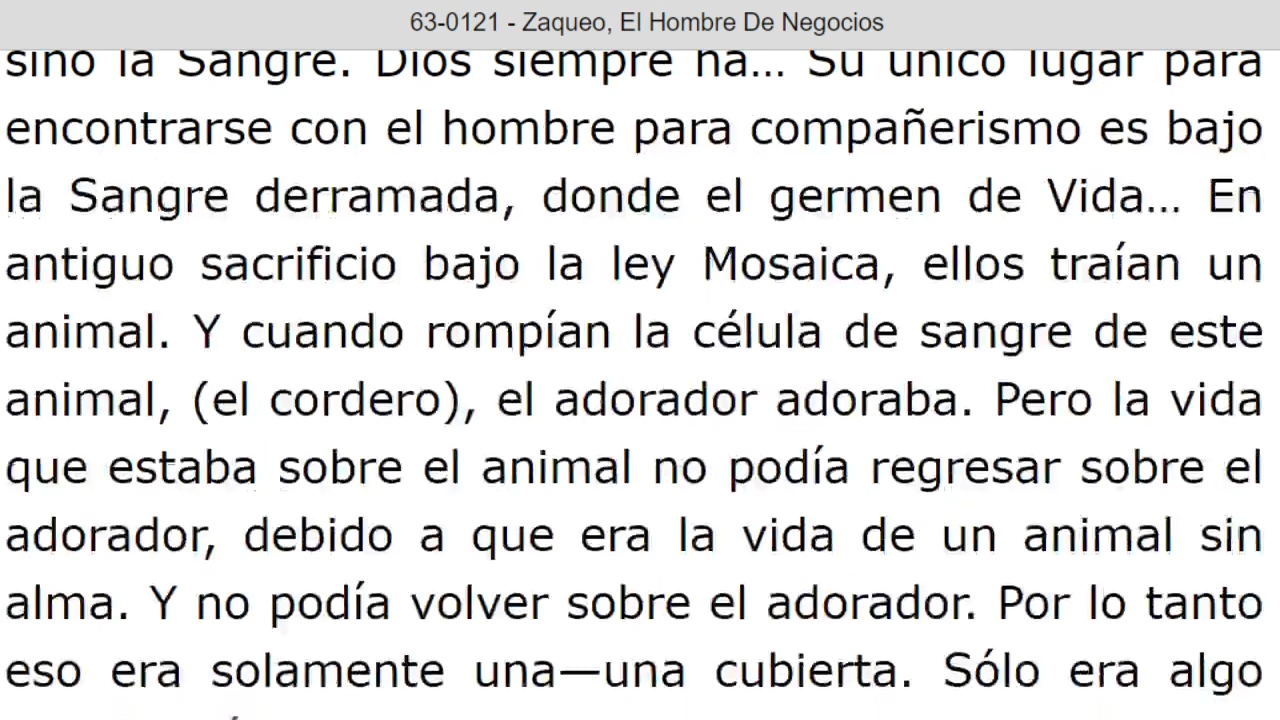 63-0121 - Zaqueo, El Hombre De Negocios
sino la Sangre. Dios siempre ha… Su único lugar para
encontrarse con el hombre para compañerismo es bajo
la Sangre derramada, donde el germen de Vida… En
antiguo sacrificio bajo la ley Mosaica, ellos traían un
animal. Y cuando rompían la célula de sangre de este
animal, (el cordero), el adorador adoraba. Pero la vida
que estaba sobre el animal no podía regresar sobre el
adorador, debido a que era la vida de un animal sin
alma. Y no podía volver sobre el adorador. Por lo tanto
eso era solamente una—una cubierta. Sólo era algo